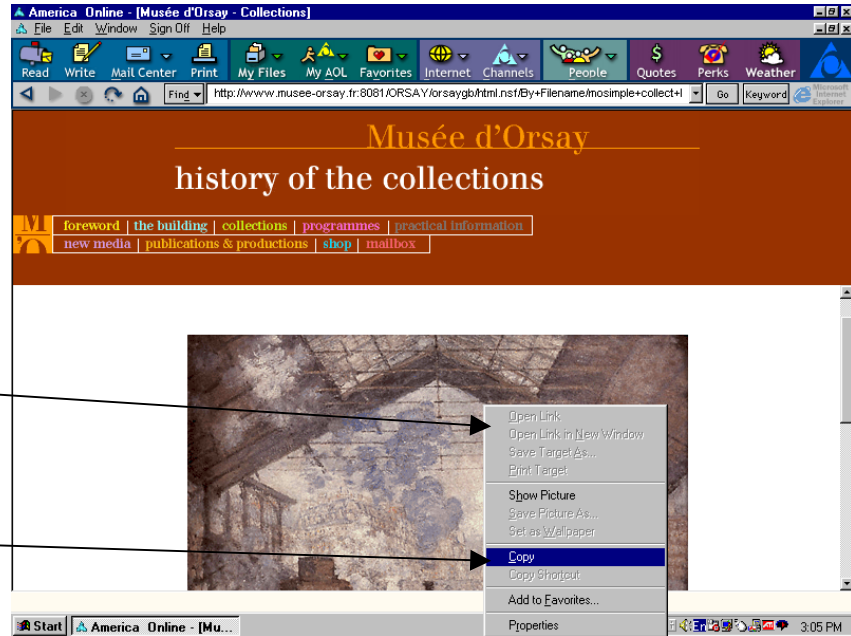 America Online - [Musée d'Orsay - Collections]
File Edit Window Sign Off Help
Read Write Mail Center Print My Files My AOL Favorites Internet Channels People Quotes Perks Weather
Find http://www.musee-orsay.fr:8081/ORSAY/orsaygb/html.nsf/By+Filename/mosimple+collect+I Go Keyword Microsoft Internet Explorer
Musée d'Orsay
history of the collections
M'O
foreword | the building | collections | programmes | practical information
new media | publications & productions | shop | mailbox
Open Link
Open Link in New Window
Save Target As...
Print Target
Show Picture
Save Picture As...
Set as Wallpaper
Copy
Copy Shortcut
Add to Favorites...
Properties
Start America Online - [Mu... En 3:05 PM